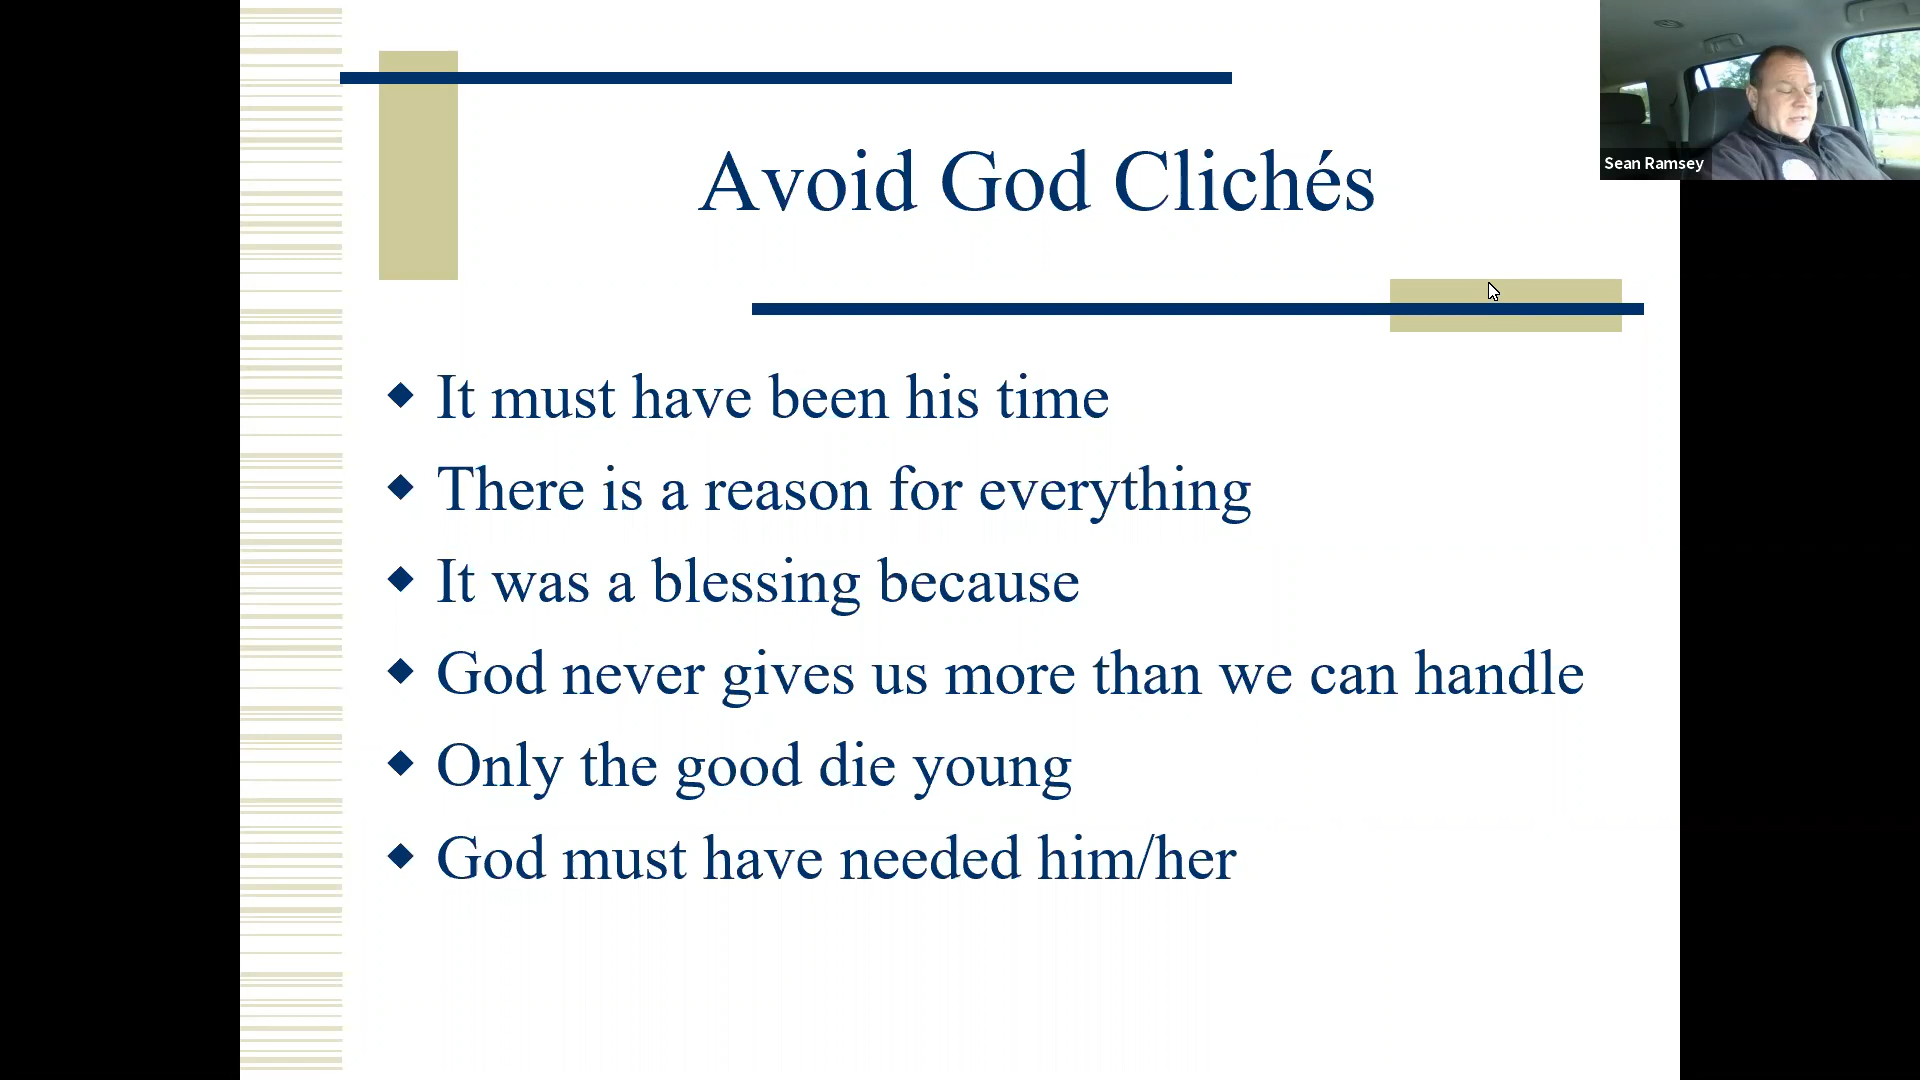 Avoid God Clichés
Sean Ramsey
It must have been his time
There is a reason for everything
It was a blessing because
God never gives us more than we can handle
Only the good die young
God must have needed him/her